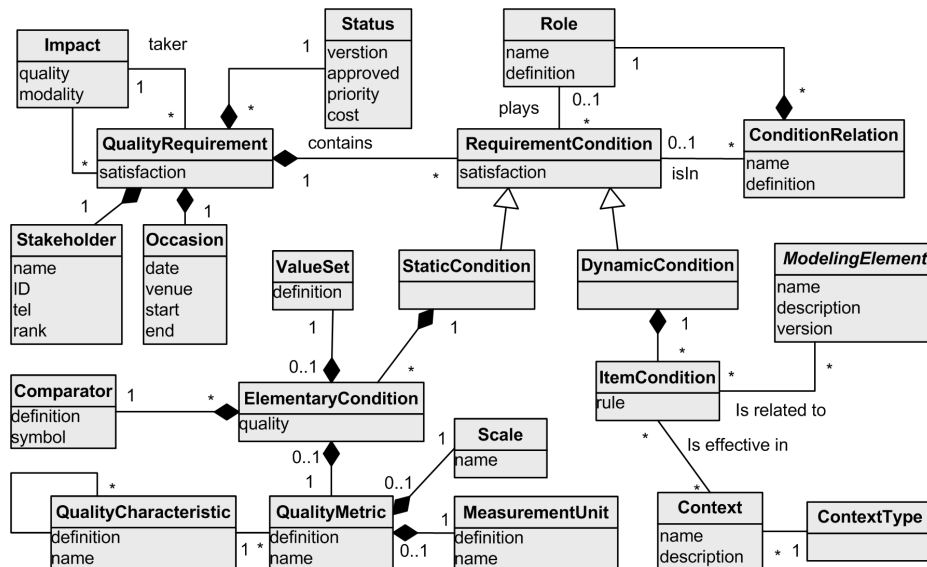 Impact
quality
modality
taker
1
*
*
Status
verstion
approved
priority
cost
1
*
Role
name
definition
1
plays
0..1
*
*
ConditionRelation
name
definition
0..1
*
isIn
QualityRequirement
satisfaction
contains
1
*
RequirementCondition
satisfaction
1
1
Stakeholder
name
ID
tel
rank
Occasion
date
venue
start
end
ValueSet
definition
1
0..1
StaticCondition
1
*
DynamicCondition
1
*
ModelingElement
name
description
version
*
*
Is related to
ItemCondition
rule
*
Is effective in
*
Comparator
definition
symbol
1
*
ElementaryCondition
quality
0..1
1
Scale
name
1
0..1
QualityCharacteristic
definition
name
*
1
*
QualityMetric
definition
name
0..1
1
MeasurementUnit
definition
name
Context
name
description
*
1
ContextType